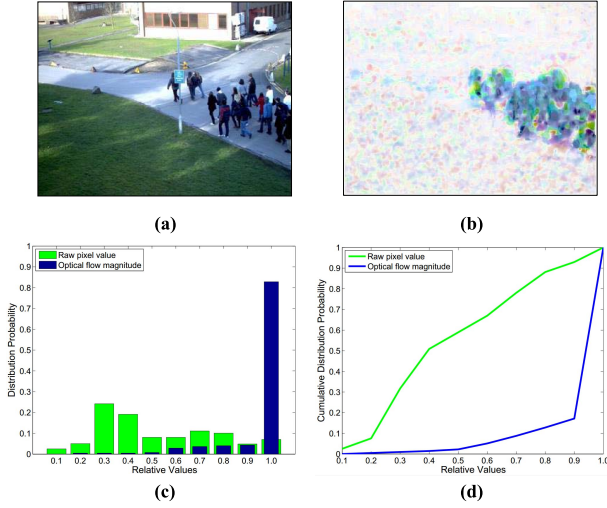 (a)
(b)
Raw pixel value
Optical flow magnitude
Distribution Probability
1
0.9
0.8
0.7
0.6
0.5
0.4
0.3
0.2
0.1
0
0.1 0.2 0.3 0.4 0.5 0.6 0.7 0.8 0.9 1.0
Relative Values
(c)
Raw pixel value
Optical flow magnitude
Cumulative Distribution Probability
1
0.9
0.8
0.7
0.6
0.5
0.4
0.3
0.2
0.1
0
0.1 0.2 0.3 0.4 0.5 0.6 0.7 0.8 0.9 1.0
Relative Values
(d)